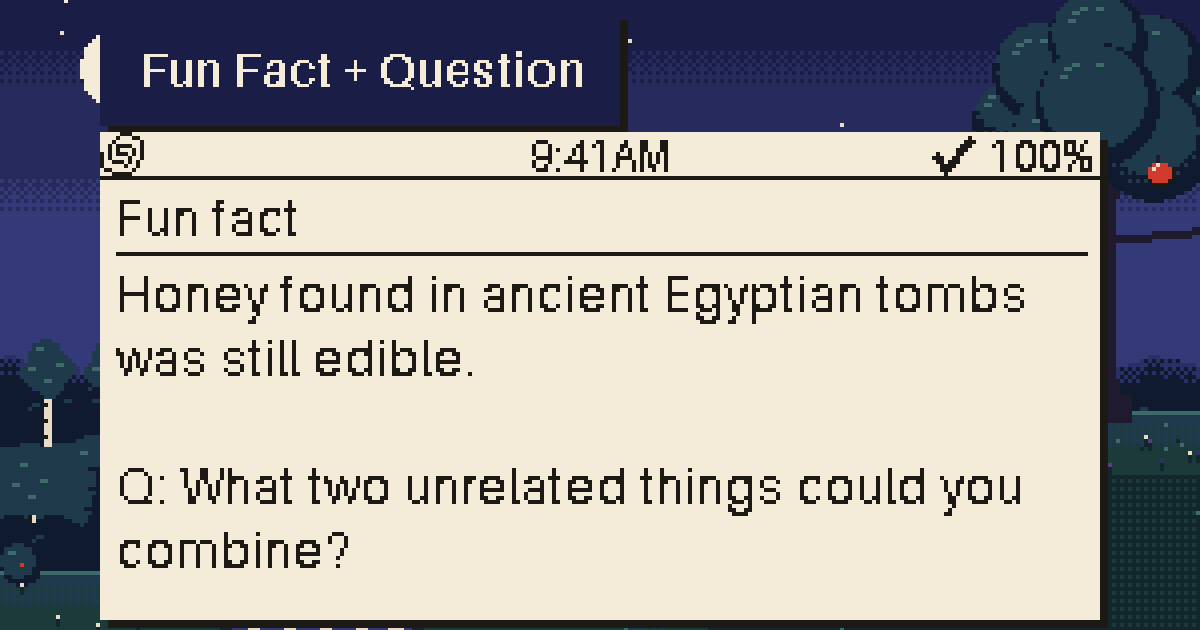 Fun Fact + Question
9:41AM
100%
Fun fact
Honey found in ancient Egyptian tombs
was still edible.
Q: What two unrelated things could you
combine?